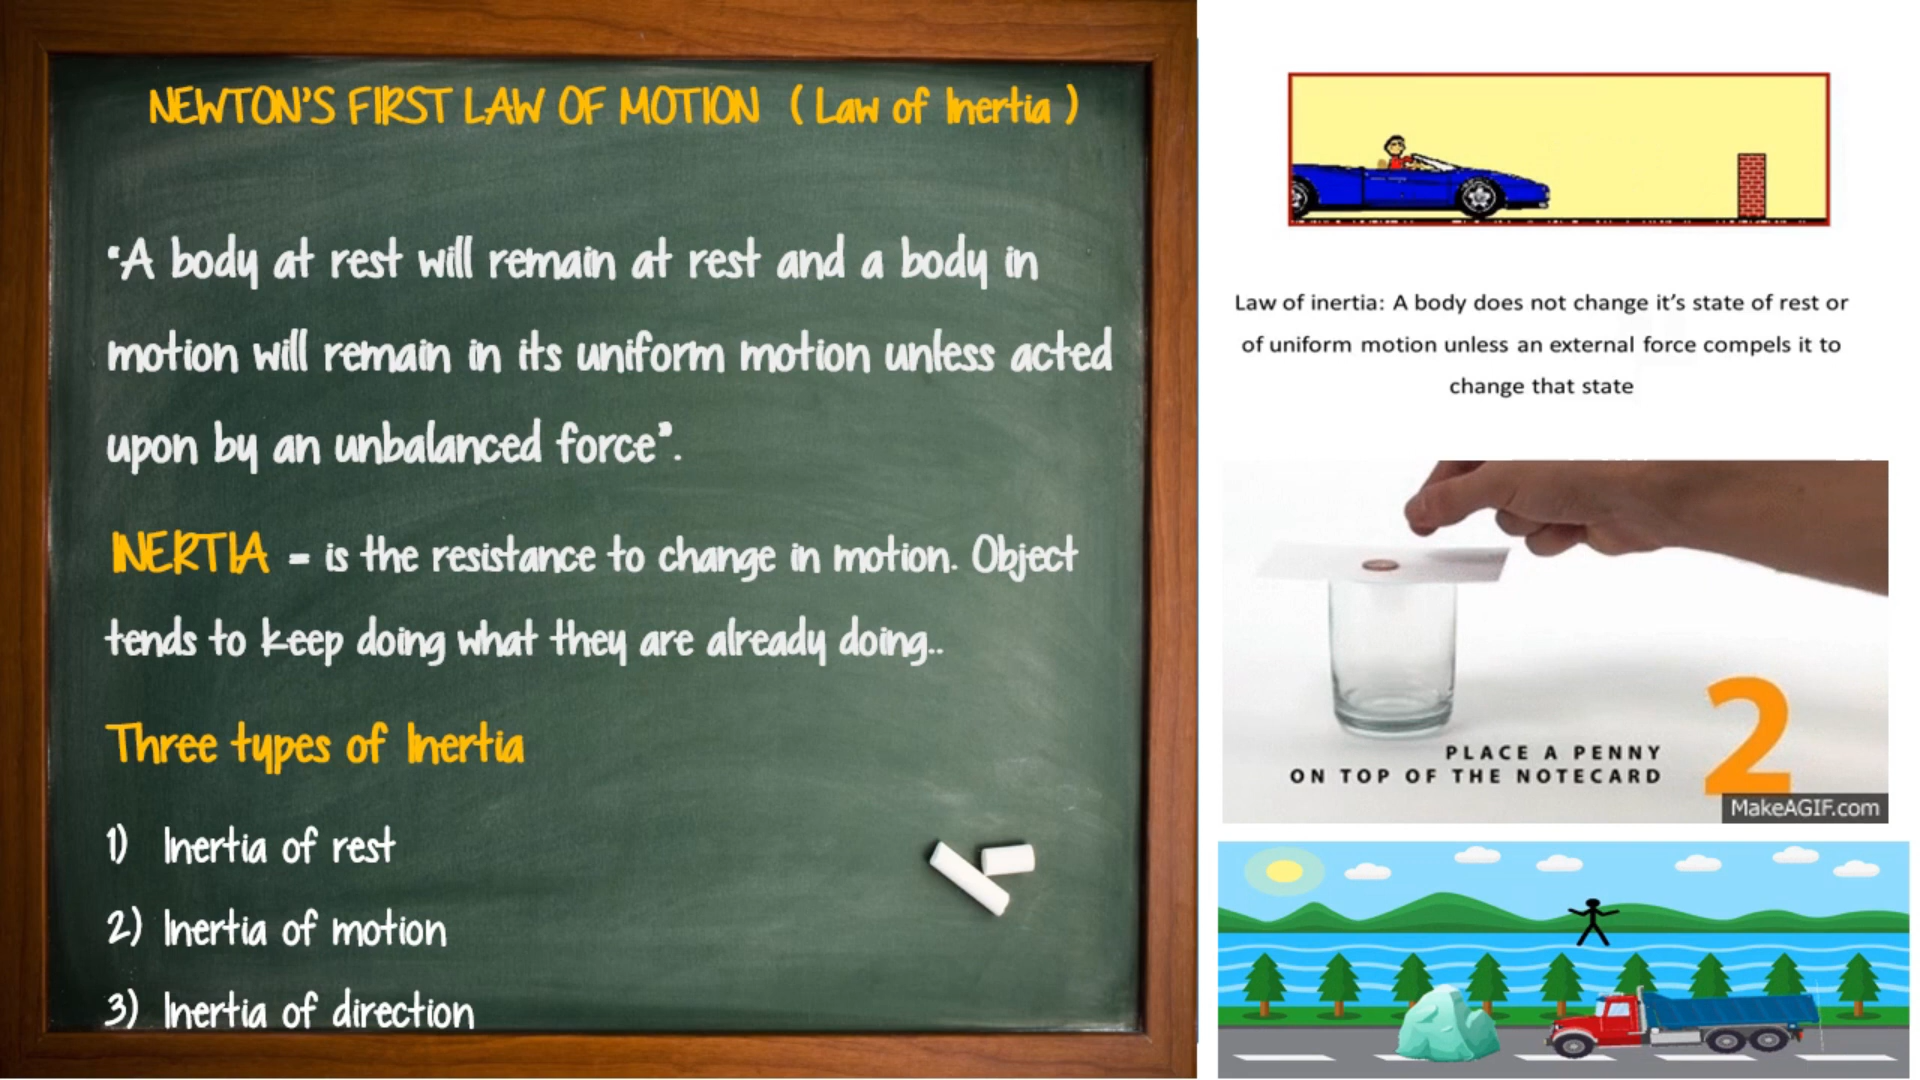 NEWTON'S FIRST LAW OF MOTION ( Law of Inertia )
“A body at rest will remain at rest and a body in
motion will remain in its uniform motion unless acted
upon by an unbalanced force”.
INERTIA = is the resistance to change in motion. Object
tends to keep doing what they are already doing..
Three types of Inertia
1) Inertia of rest
2) Inertia of motion
3) Inertia of direction
Law of inertia: A body does not change it's state of rest or
of uniform motion unless an external force compels it to
change that state
PLACE A PENNY
ON TOP OF THE NOTECARD
2
MakeAGIF.com